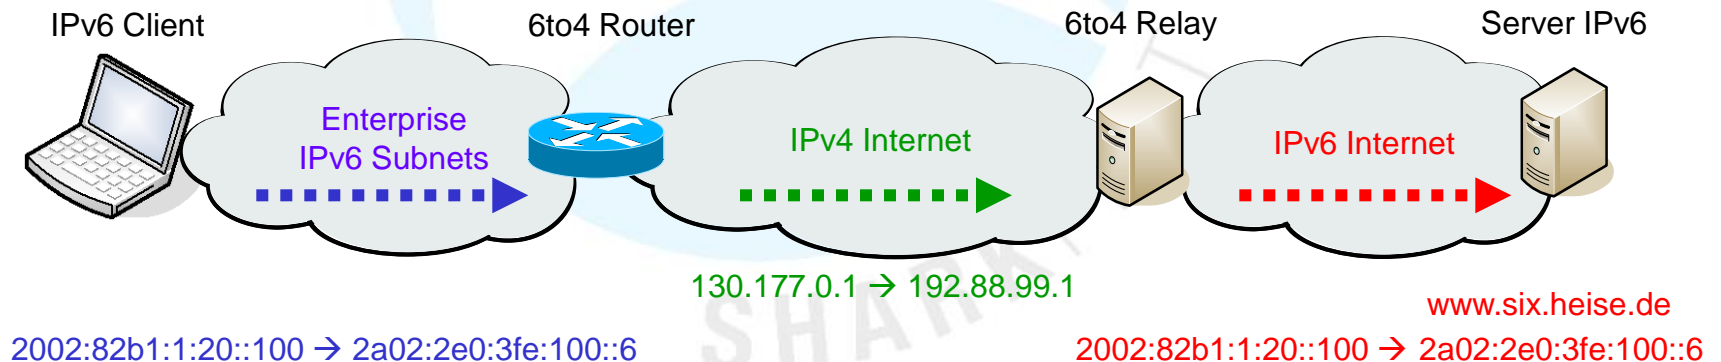 IPv6 Client
6to4 Router
6to4 Relay
Server IPv6
Enterprise
IPv6 Subnets
IPv4 Internet
IPv6 Internet
130.177.0.1 → 192.88.99.1
www.six.heise.de
2002:82b1:1:20::100 → 2a02:2e0:3fe:100::6
2002:82b1:1:20::100 → 2a02:2e0:3fe:100::6